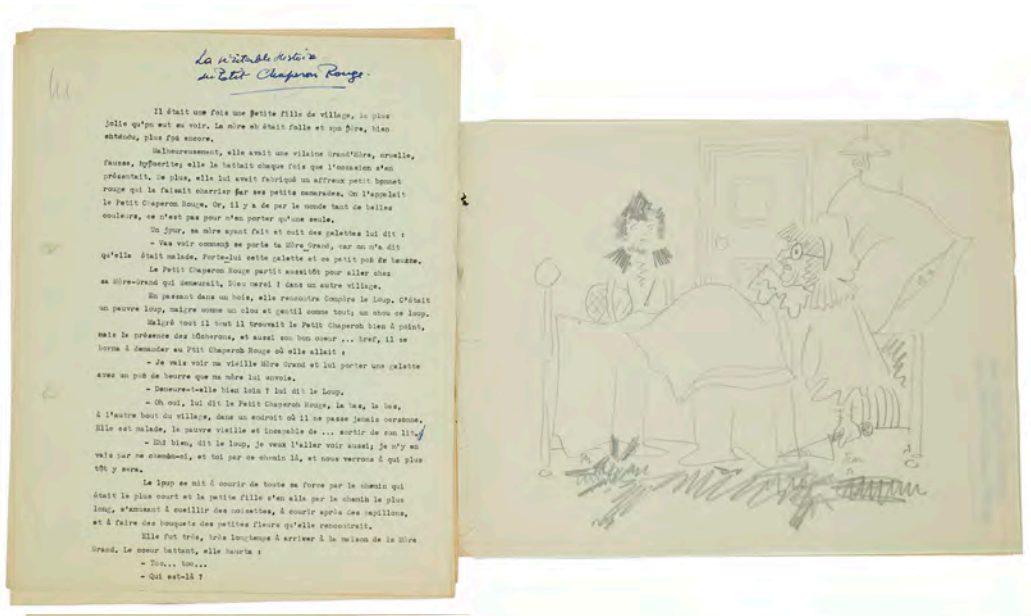 La véritable Histoire
du Petit Chaperon Rouge.
Il était une fois une petite fille de village, la plus
jolie qu'on eut su voir. La mère eh était folle et son père, bien
ehtendu, plus fou encore.
Malheureusement, elle avait une vilaine Grand'Mère, cruelle,
fausse, hypocrite; elle la battait chaque fois que l'occasion s'en
présentait. De plus, elle lui avait fabriqué un affreux petit bonnet
rouge qui la faisait charrier par ses petits camarades. On l'appelait
le Petit Chaperon Rouge. Or, il y a de par le monde tant de belles
couleurs, ce n'est pas pour n'en porter qu'une seule.
Un jour, sa mère ayant fait et cuit des galettes lui dit :
- Vas voir comment se porte ta Mère Grand, car on m'a dit
qu'elle était malade. Porte-lui cette galette et ce petit pot de beurre.
Le Petit Chaperon Rouge partit aussitôt pour aller chez
sa Mère-Grand qui demeurait, Dieu merci ! dans un autre village.
En passant dans un bois, elle rencontra Compère le Loup. C'était
un pauvre loup, maigre comme un clou et gentil comme tout; un chou ce loup.
Malgré tout il tout il trouvait le Petit Chaperoh bien à point,
mais la présence des bûcherons, et aussi son bon coeur ... bref, il se
borna à demander au Ptit Chaperoh Rouge où elle allait :
- Je vais voir ma vieille Mère Grand et lui porter une galette
avec un pot de beurre que ma mère lui envoie.
- Demeure-t-elle bien loin ? lui dit le Loup.
- Oh oui, lui dit le Petit Chaperon Rouge, la bas, la bas,
à l'autre bout du village, dans un endroit où il ne passe jamais personne.
Elle est malade, la pauvre vieille et incapable de ... sortir de son lit.
- Ehé bien, dit le loup, je veux l'aller voir aussi; je m'y en
vais par ce chemin-ci, et toi par ce chemin là, et nous verrons à qui plus
tôt y sera.
Le loup se mit à courir de toute sa force par le chemin qui
était le plus court et la petite fille s'en alla par le chemin le plus
long, s'amusant à cueillir des noisettes, à courir après des papillons,
et à faire des bouquets des petites fleurs qu'elle rencontrait.
Elle fut très, très longtemps à arriver à la maison de la Mère
Grand. Le coeur battant, elle heurta :
- Toc... toc...
- Qui est-là ?